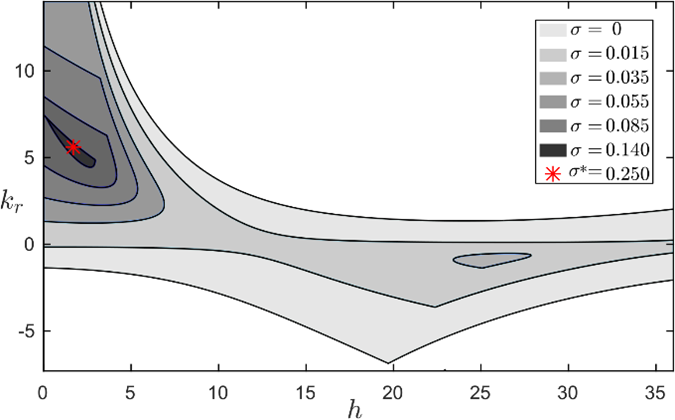 σ = 0
σ = 0.015
σ = 0.035
σ = 0.055
σ = 0.085
σ = 0.140
σ*= 0.250
10
5
0
-5
k_r
0 5 10 15 20 25 30 35
h